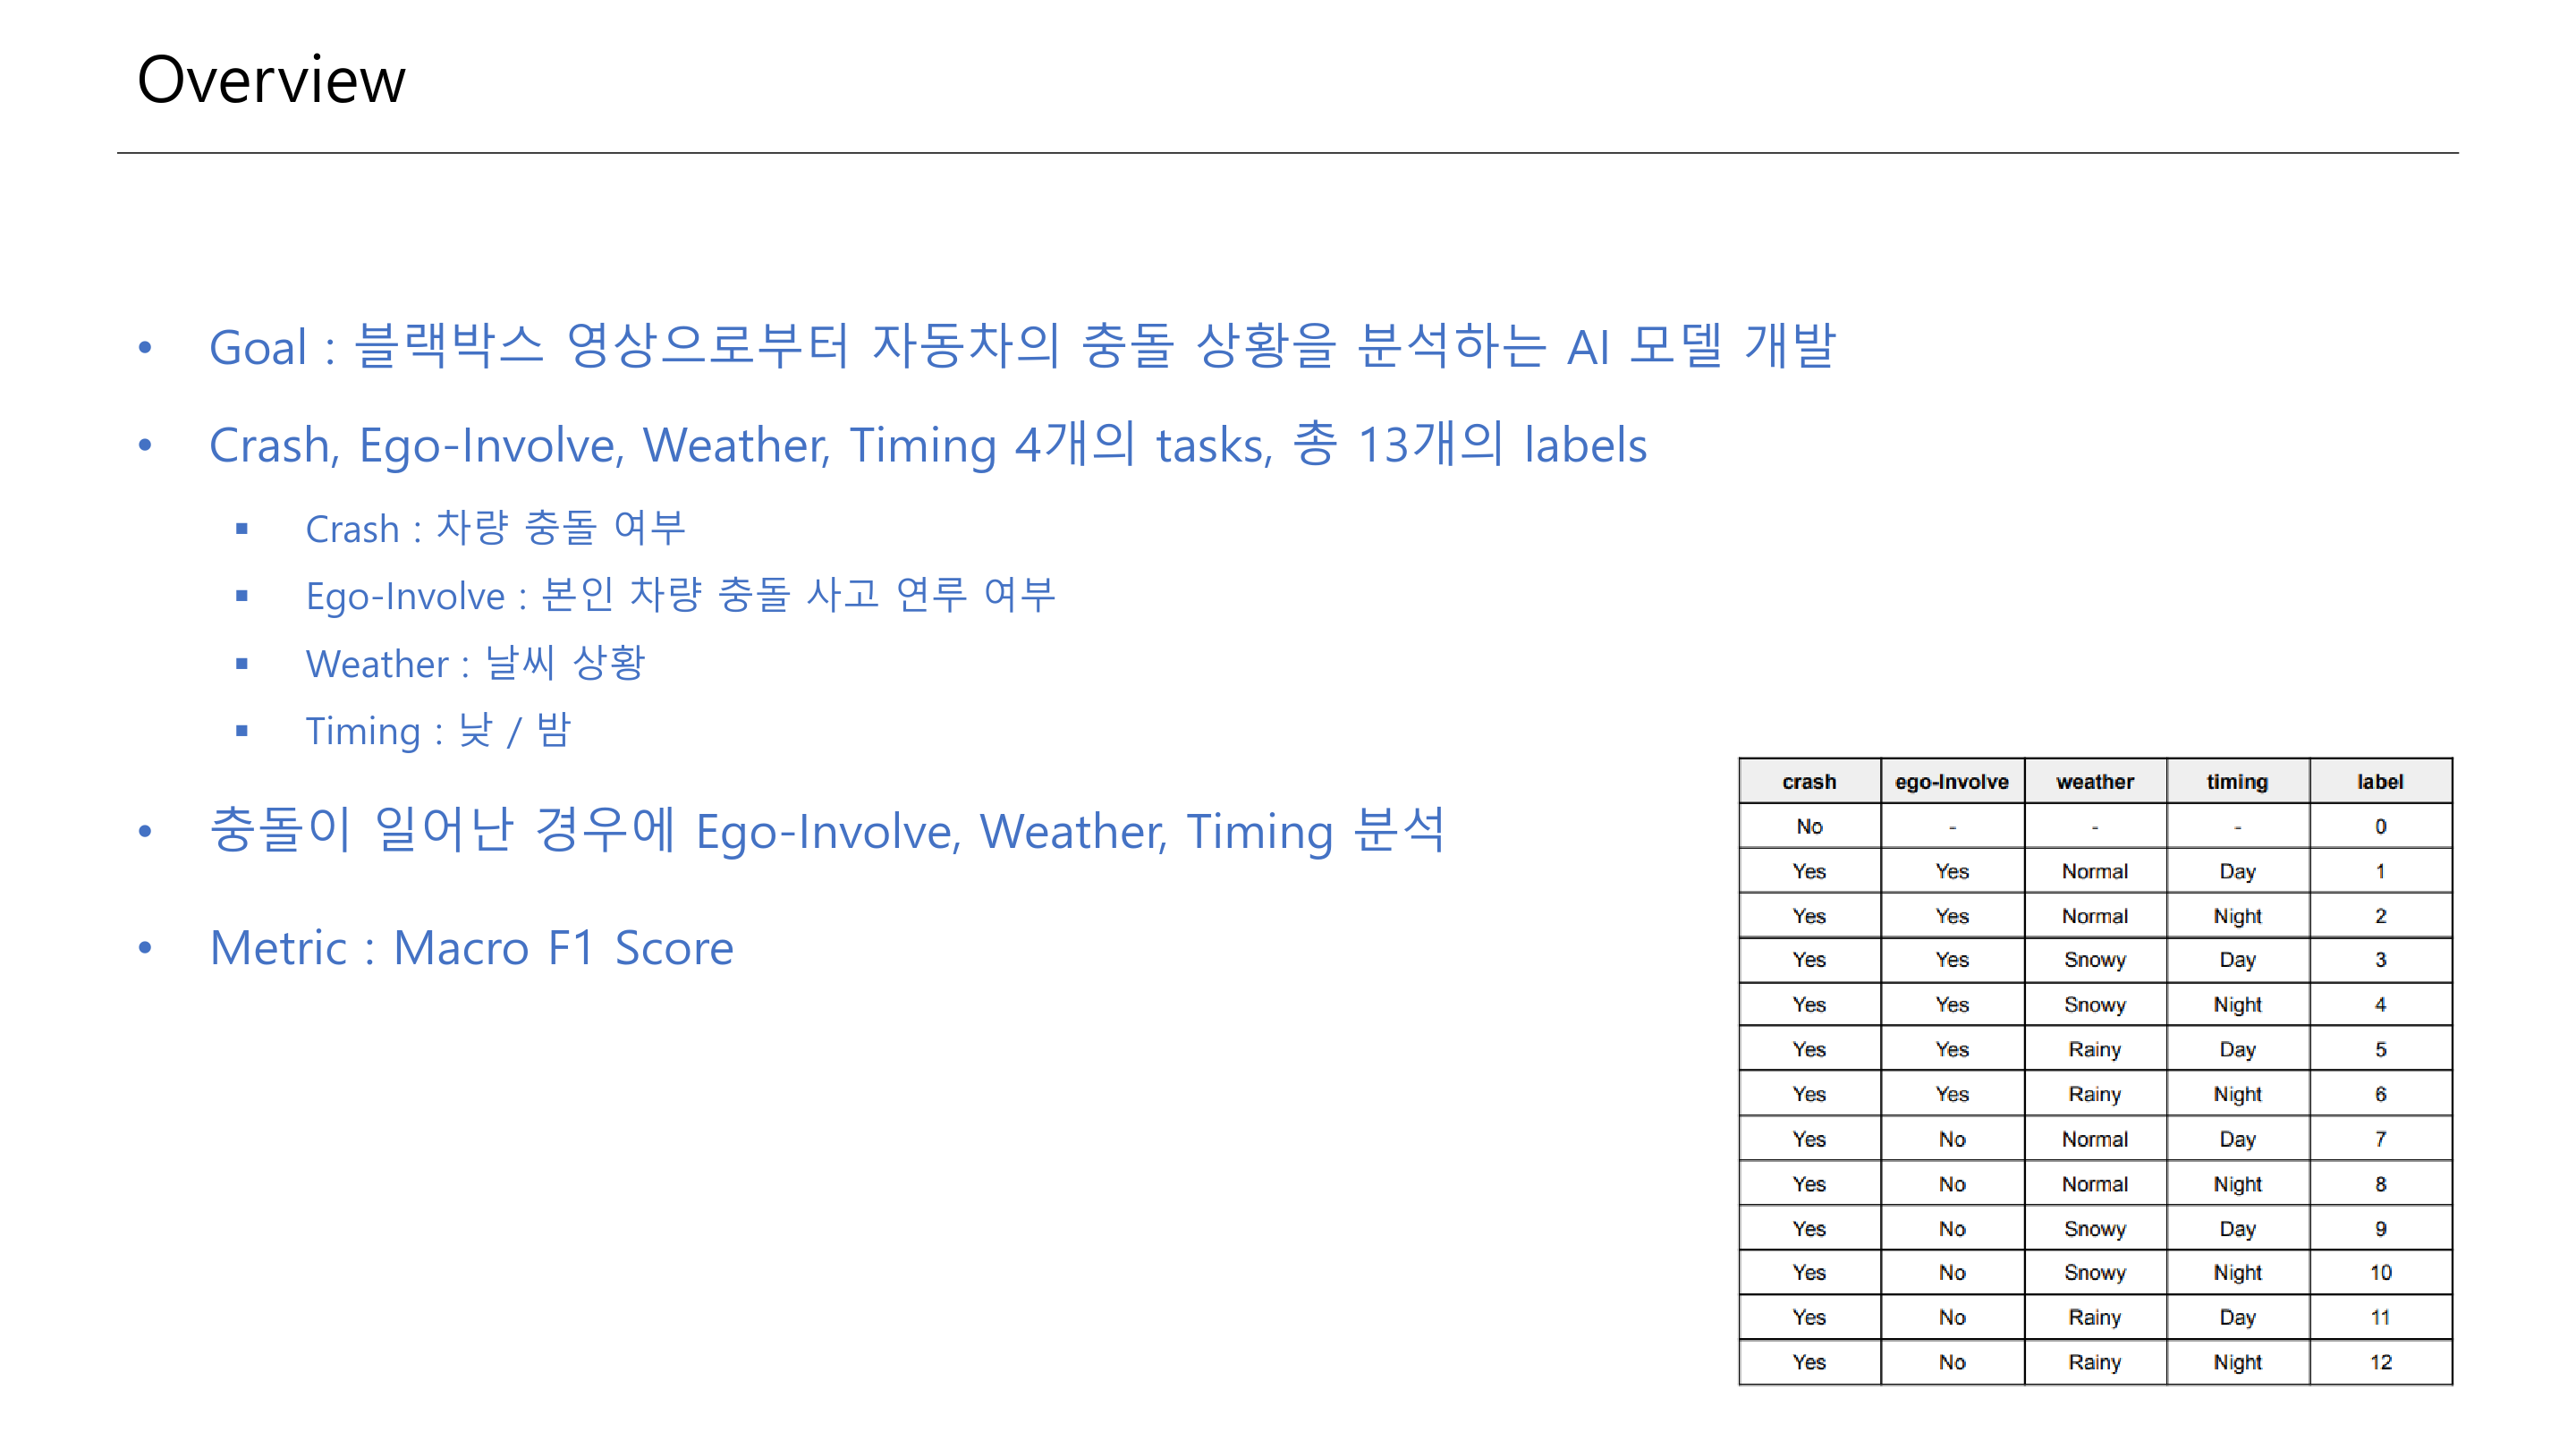 Overview
• Goal : 블랙박스 영상으로부터 자동차의 충돌 상황을 분석하는 AI 모델 개발
• Crash, Ego-Involve, Weather, Timing 4개의 tasks, 총 13개의 labels
▪ Crash : 차량 충돌 여부
▪ Ego-Involve : 본인 차량 충돌 사고 연루 여부
▪ Weather : 날씨 상황
▪ Timing : 낮 / 밤
• 충돌이 일어난 경우에 Ego-Involve, Weather, Timing 분석
• Metric : Macro F1 Score
crash ego-Involve weather timing label
No - - - 0
Yes Yes Normal Day 1
Yes Yes Normal Night 2
Yes Yes Snowy Day 3
Yes Yes Snowy Night 4
Yes Yes Rainy Day 5
Yes Yes Rainy Night 6
Yes No Normal Day 7
Yes No Normal Night 8
Yes No Snowy Day 9
Yes No Snowy Night 10
Yes No Rainy Day 11
Yes No Rainy Night 12